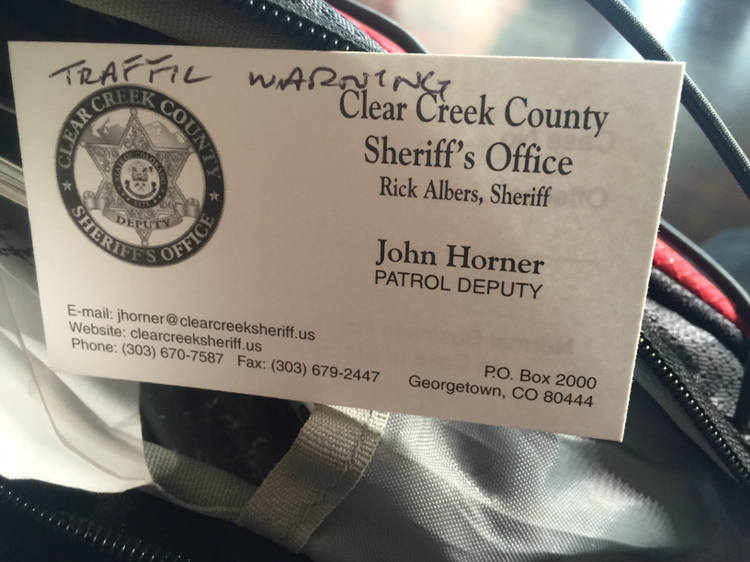 TRAFFIC WARNING
CLEAR CREEK COUNTY
DEPUTY
SHERIFF'S OFFICE
Clear Creek County
Sheriff's Office
Rick Albers, Sheriff
John Horner
PATROL DEPUTY
E-mail: jhorner@clearcreeksheriff.us
Website: clearcreeksheriff.us
Phone: (303) 670-7587 Fax: (303) 679-2447
P.O. Box 2000
Georgetown, CO 80444